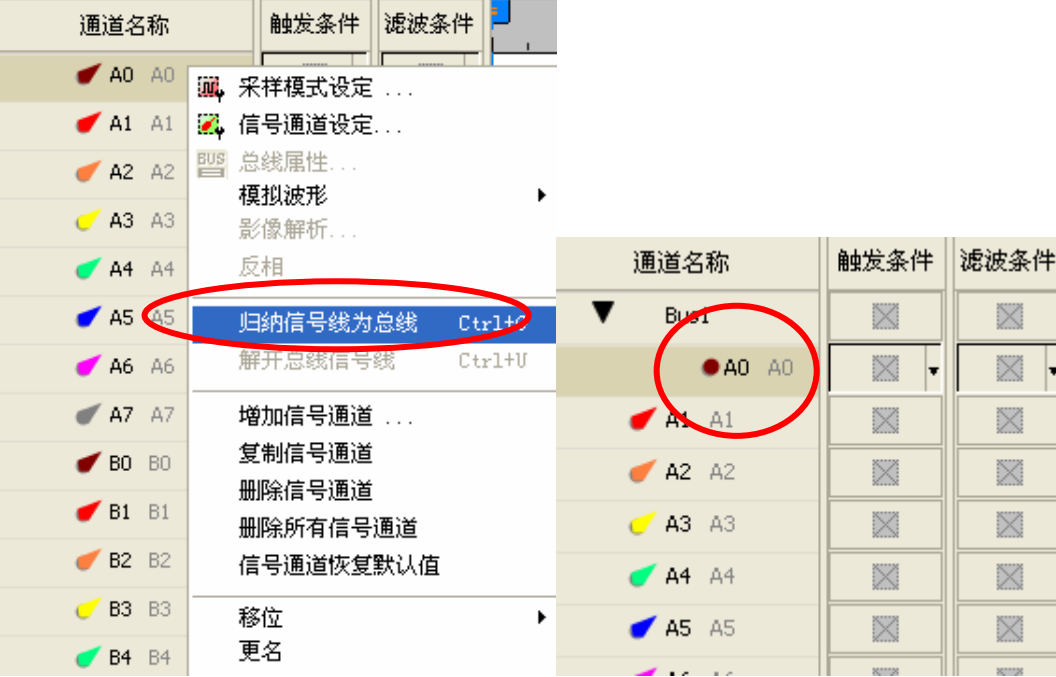 通道名称 触发条件 滤波条件
A0 A0
A1 A1
A2 A2
A3 A3
A4 A4
A5 A5
A6 A6
A7 A7
B0 B0
B1 B1
B2 B2
B3 B3
B4 B4
采样模式设定 ...
信号通道设定...
BUS 总线属性...
模拟波形
影像解析...
反相
归纳信号线为总线 Ctrl+G
解开总线信号线 Ctrl+U
增加信号通道 ...
复制信号通道
删除信号通道
删除所有信号通道
信号通道恢复默认值
移位
更名
通道名称 触发条件 滤波条件
Bus1
A0 A0
A1 A1
A2 A2
A3 A3
A4 A4
A5 A5